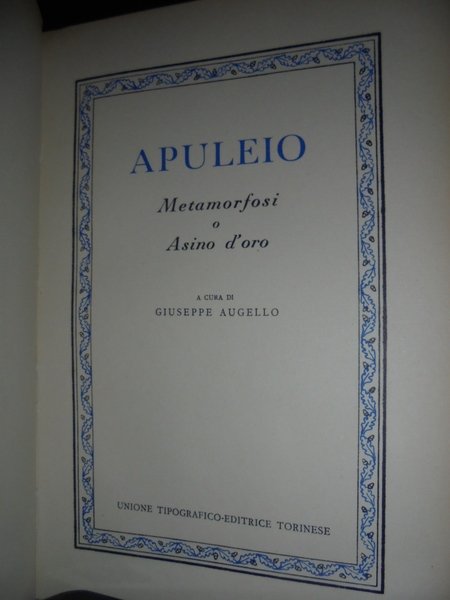 APULEIO
Metamorfosi
o
Asino d'oro
A CURA DI
GIUSEPPE AUGELLO
UNIONE TIPOGRAFICO-EDITRICE TORINESE